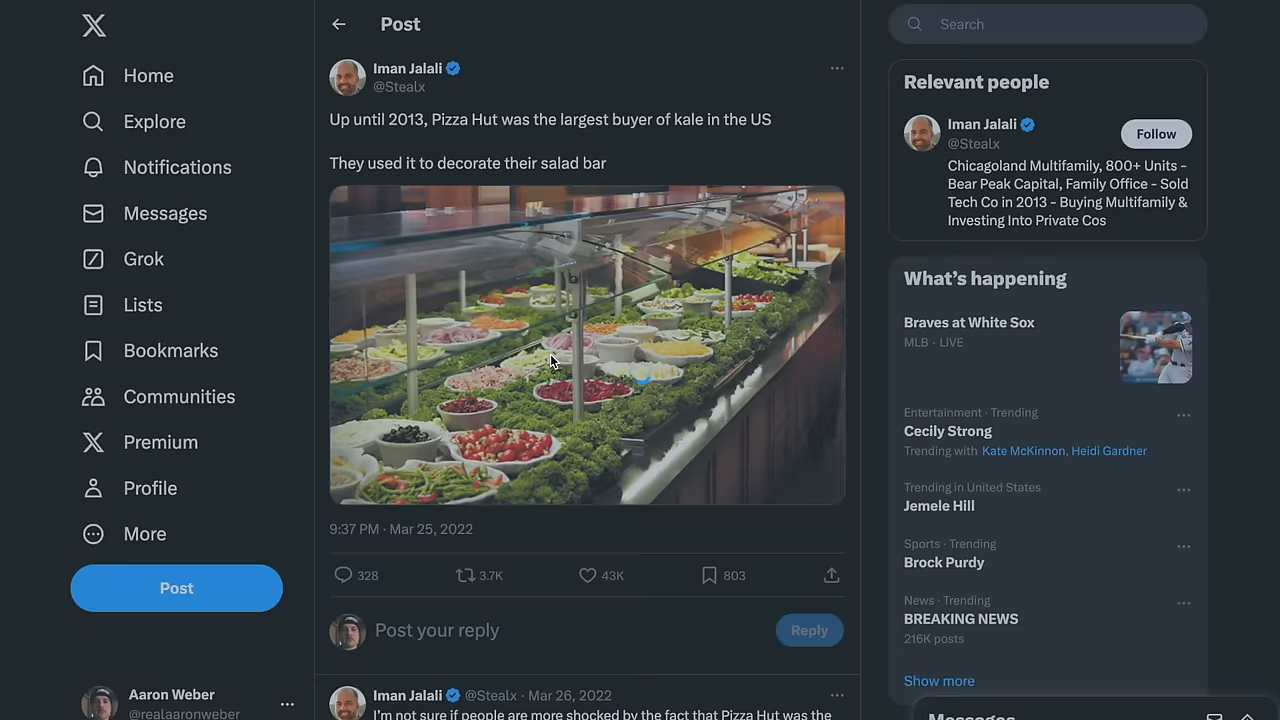 Home
Explore
Notifications
Messages
Grok
Lists
Bookmarks
Communities
Premium
Profile
More
Post
Aaron Weber
@realaaronweber
Post
Iman Jalali
@Stealx
Up until 2013, Pizza Hut was the largest buyer of kale in the US
They used it to decorate their salad bar
9:37 PM · Mar 25, 2022
328
3.7K
43K
803
Post your reply
Reply
Iman Jalali @Stealx · Mar 26, 2022
I'm not sure if people are more shocked by the fact that Pizza Hut was the
Search
Relevant people
Iman Jalali
@Stealx
Follow
Chicagoland Multifamily, 800+ Units -
Bear Peak Capital, Family Office - Sold
Tech Co in 2013 - Buying Multifamily &
Investing Into Private Cos
What's happening
Braves at White Sox
MLB · LIVE
Entertainment · Trending
Cecily Strong
Trending with Kate McKinnon, Heidi Gardner
Trending in United States
Jemele Hill
Sports · Trending
Brock Purdy
News · Trending
BREAKING NEWS
216K posts
Show more
Messages